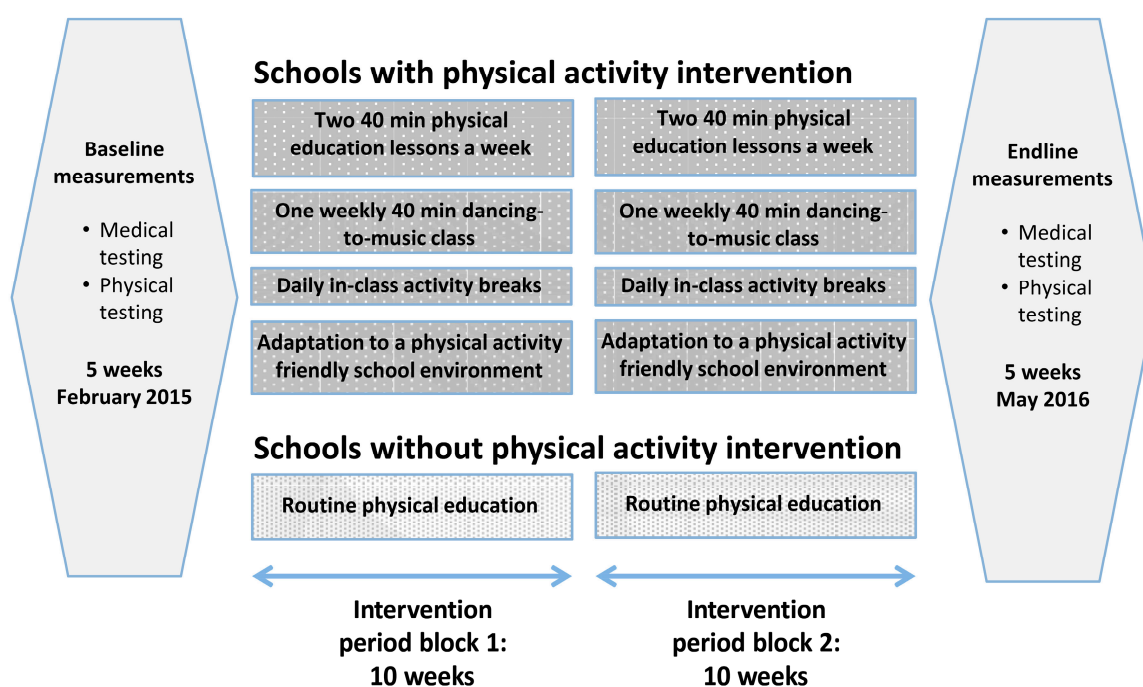 Baseline
measurements
• Medical
testing
• Physical
testing
5 weeks
February 2015
Schools with physical activity intervention
Two 40 min physical
education lessons a week
Two 40 min physical
education lessons a week
One weekly 40 min dancing-
to-music class
One weekly 40 min dancing-
to-music class
Daily in-class activity breaks
Daily in-class activity breaks
Adaptation to a physical activity
friendly school environment
Adaptation to a physical activity
friendly school environment
Schools without physical activity intervention
Routine physical education
Routine physical education
Intervention
period block 1:
10 weeks
Intervention
period block 2:
10 weeks
Endline
measurements
• Medical
testing
• Physical
testing
5 weeks
May 2016